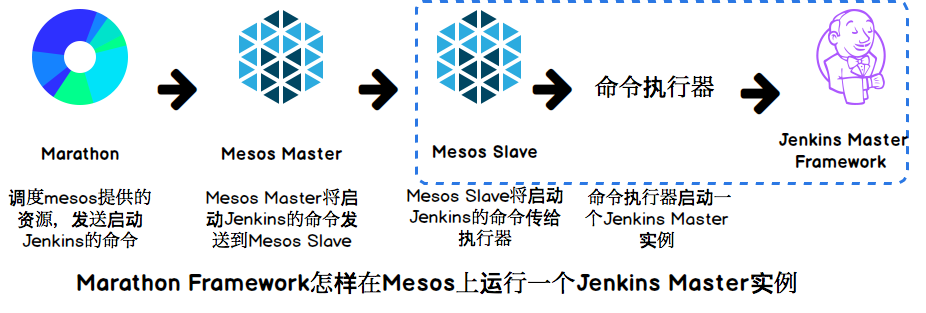 命令执行器
Marathon
Mesos Master
Mesos Slave
Jenkins Master
Framework
调度mesos提供的
资源，发送启动
Jenkins的命令
Mesos Master将启
动Jenkins的命令发
送到Mesos Slave
Mesos Slave将启动
Jenkins的命令传给
执行器
命令执行器启动一
个Jenkins Master
实例
Marathon Framework怎样在Mesos上运行一个Jenkins Master实例